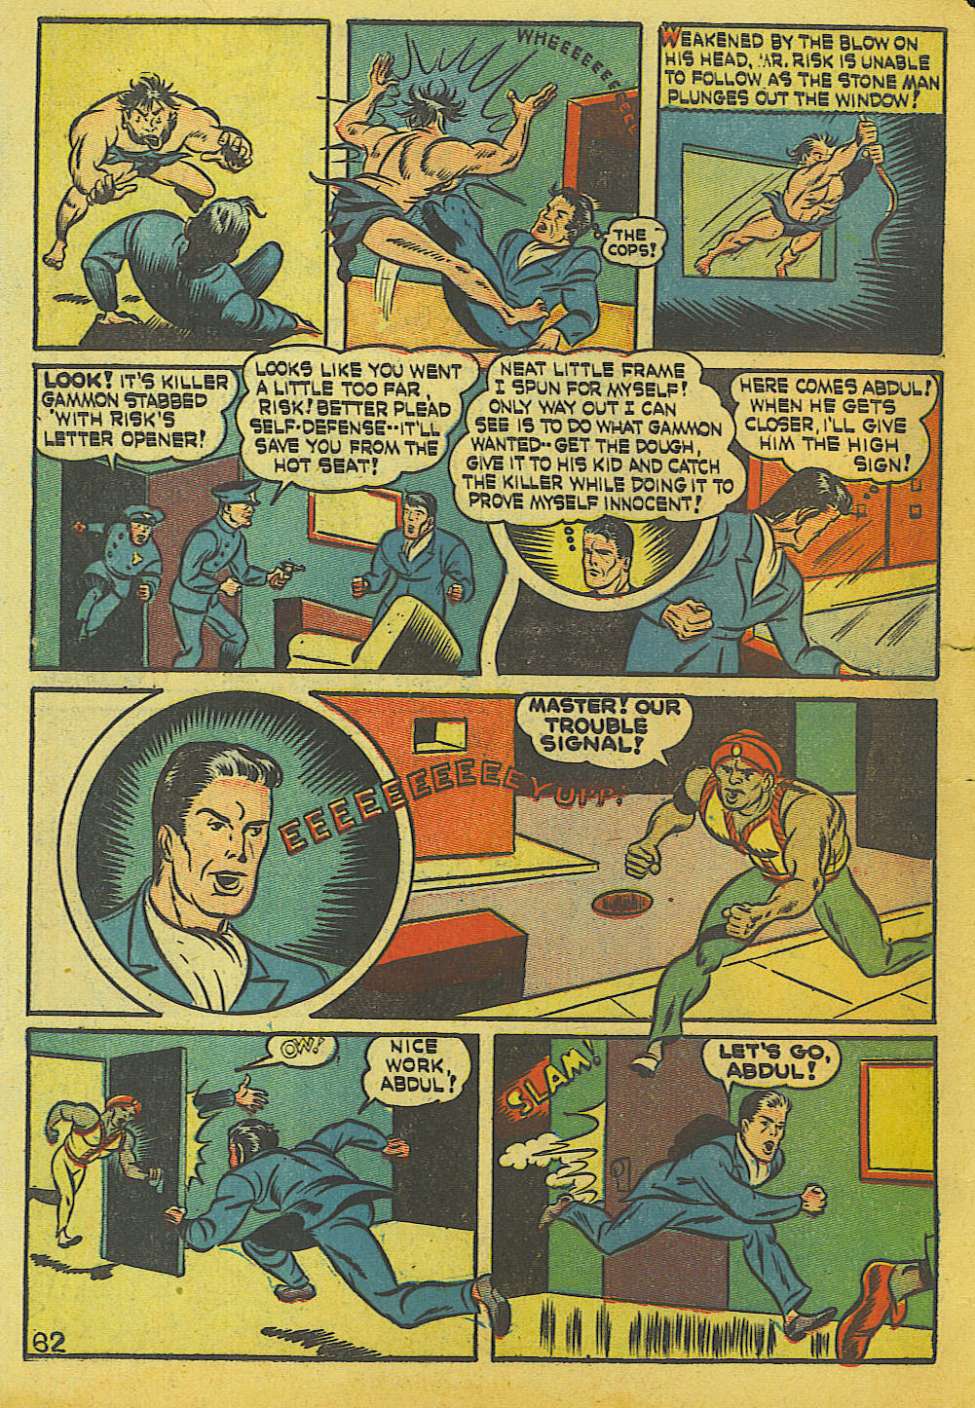 WHEEEEEEEEEEE
THE
COPS!
WEAKENED BY THE BLOW ON
HIS HEAD, MR. RISK IS UNABLE
TO FOLLOW AS THE STONE MAN
PLUNGES OUT THE WINDOW!
LOOK! IT'S KILLER
GAMMON STABBED
WITH RISK'S
LETTER OPENER!
LOOKS LIKE YOU WENT
A LITTLE TOO FAR,
RISK! BETTER PLEAD
SELF-DEFENSE--IT'LL
SAVE YOU FROM THE
HOT SEAT!
NEAT LITTLE FRAME
I SPUN FOR MYSELF!
ONLY WAY OUT I CAN
SEE IS TO DO WHAT GAMMON
WANTED--GET THE DOUGH,
GIVE IT TO HIS KID AND CATCH
THE KILLER WHILE DOING IT TO
PROVE MYSELF INNOCENT!
HERE COMES ABDUL!
WHEN HE GETS
CLOSER, I'LL GIVE
HIM THE HIGH
SIGN!
EEEEEEEEEEEYUPP!
MASTER! OUR
TROUBLE
SIGNAL!
OW!
NICE
WORK,
ABDUL!
SLAM!
LET'S GO,
ABDUL!
62